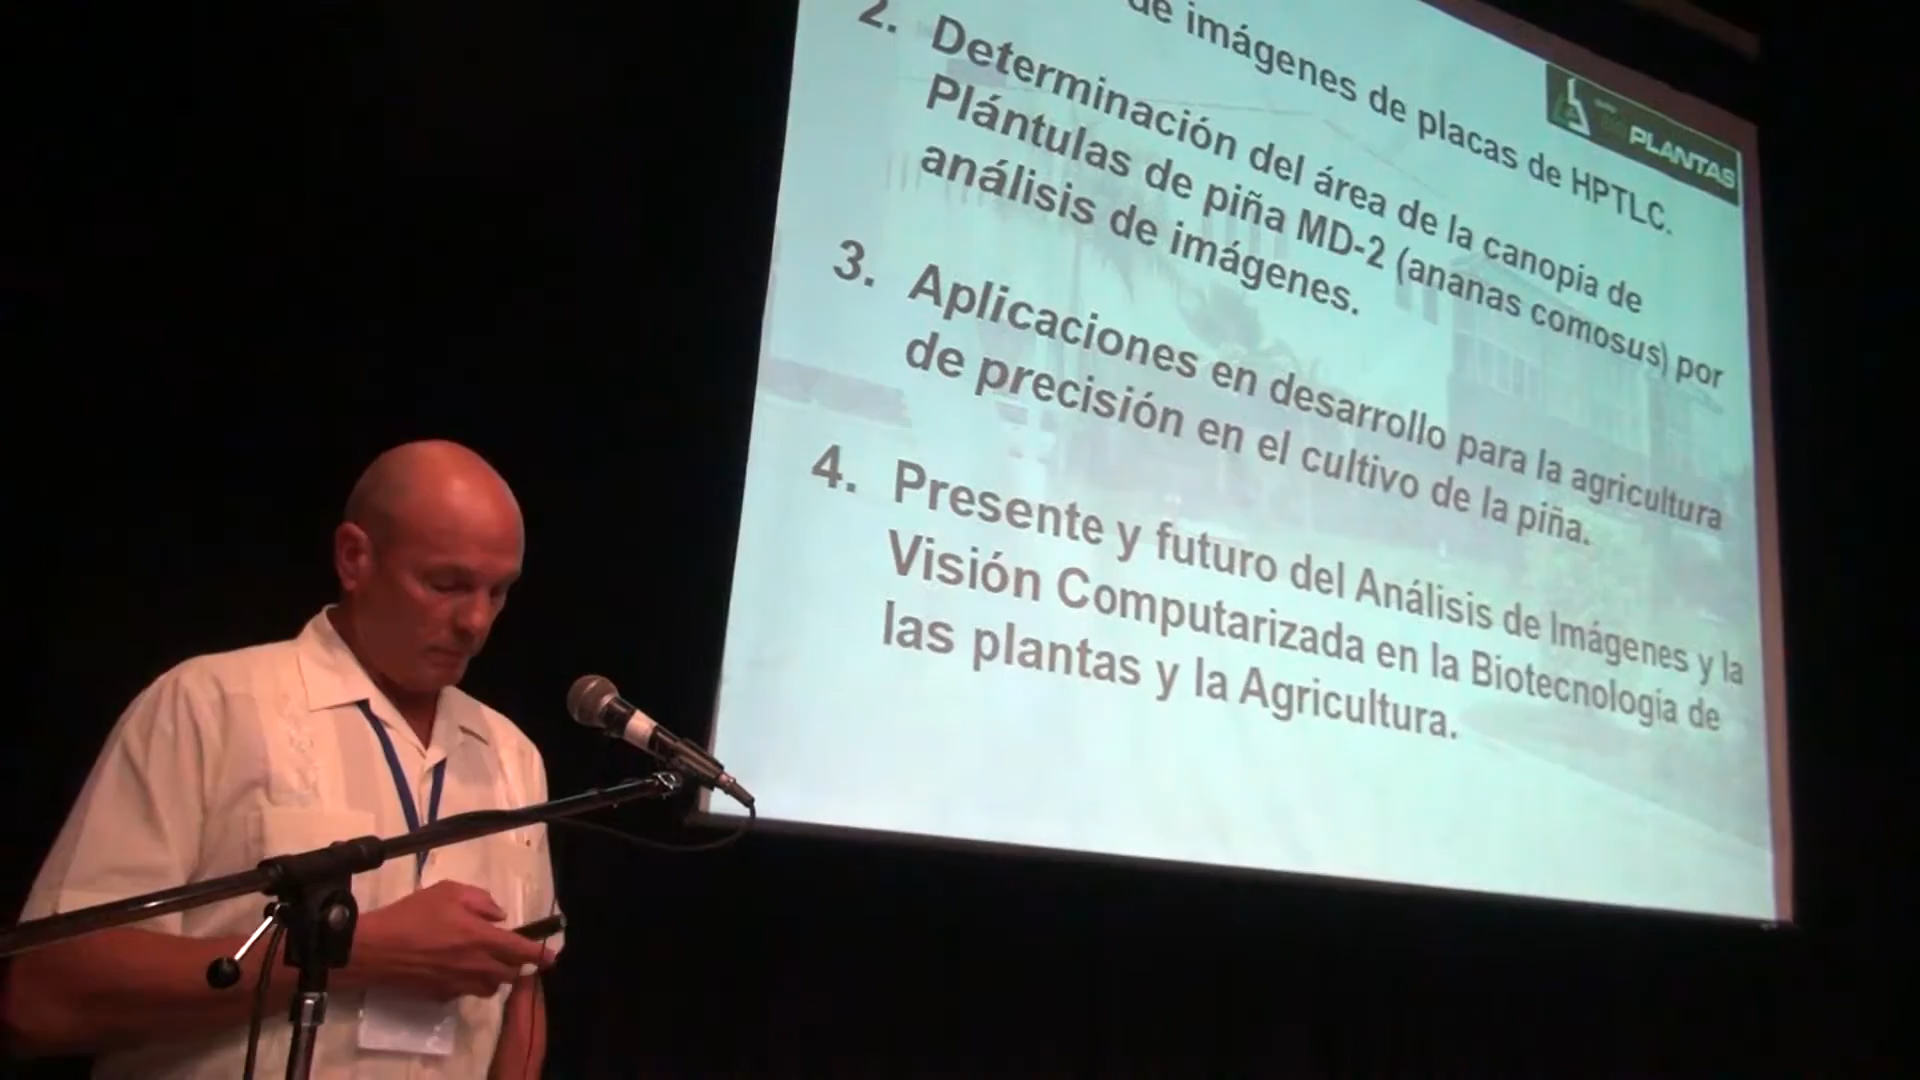 de imágenes de placas de HPTLC.
PLANTAS
2. Determinación del área de la canopia de
Plántulas de piña MD-2 (ananas comosus) por
análisis de imágenes.
3. Aplicaciones en desarrollo para la agricultura
de precisión en el cultivo de la piña.
4. Presente y futuro del Análisis de Imágenes y la
Visión Computarizada en la Biotecnología de
las plantas y la Agricultura.